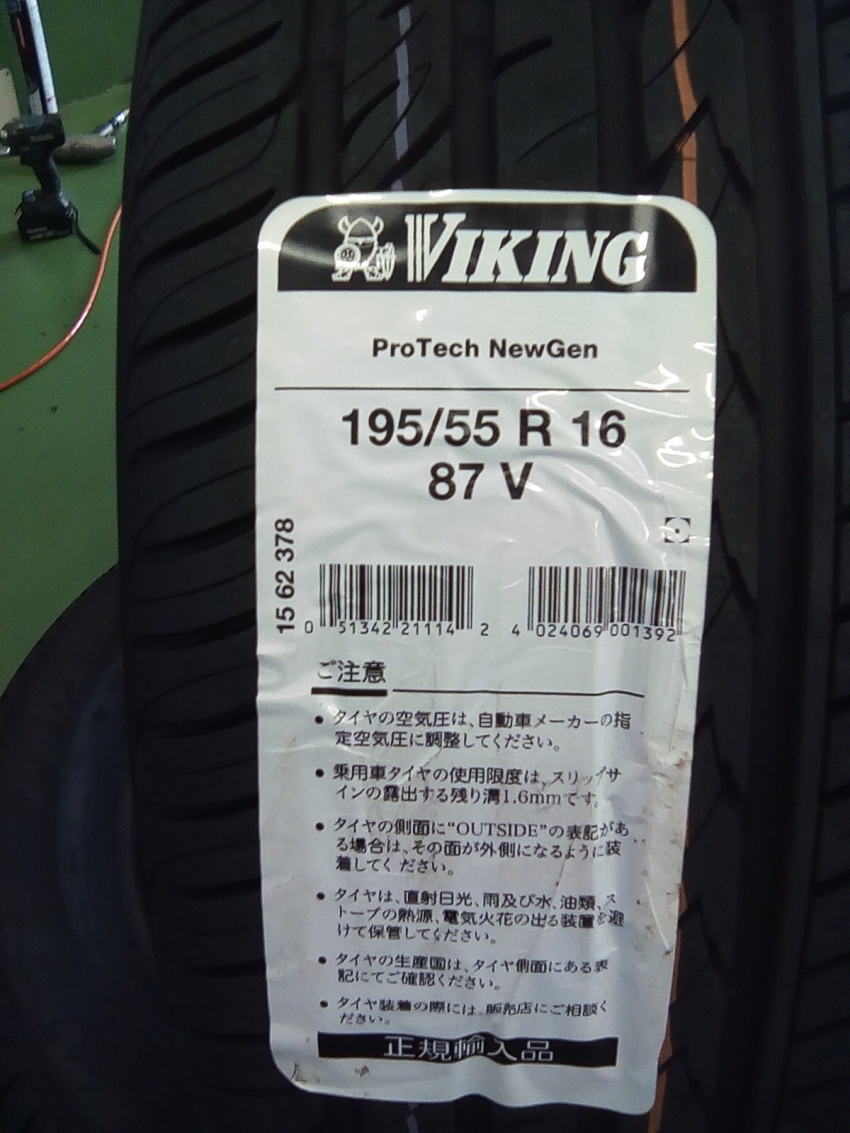 VIKING
ProTech NewGen
195/55 R 16
87 V
15 62 378
0 51342 21114 2
4 024069 001392
ご注意
• タイヤの空気圧は、自動車メーカーの指
定空気圧に調整してください。
• 乗用車タイヤの使用限度は、スリップサ
インの露出する残り溝1.6mmです。
• タイヤの側面に“OUTSIDE”の表記があ
る場合は、その面が外側になるように装
着してください。
• タイヤは、直射日光、雨及び水、油類、ス
トーブの熱源、電気火花の出る装置を避
けて保管してください。
• タイヤの生産国は、タイヤ側面にある表
記にてご確認ください。
• タイヤ装着の際には、販売店にご相談く
ださい。
正規輸入品